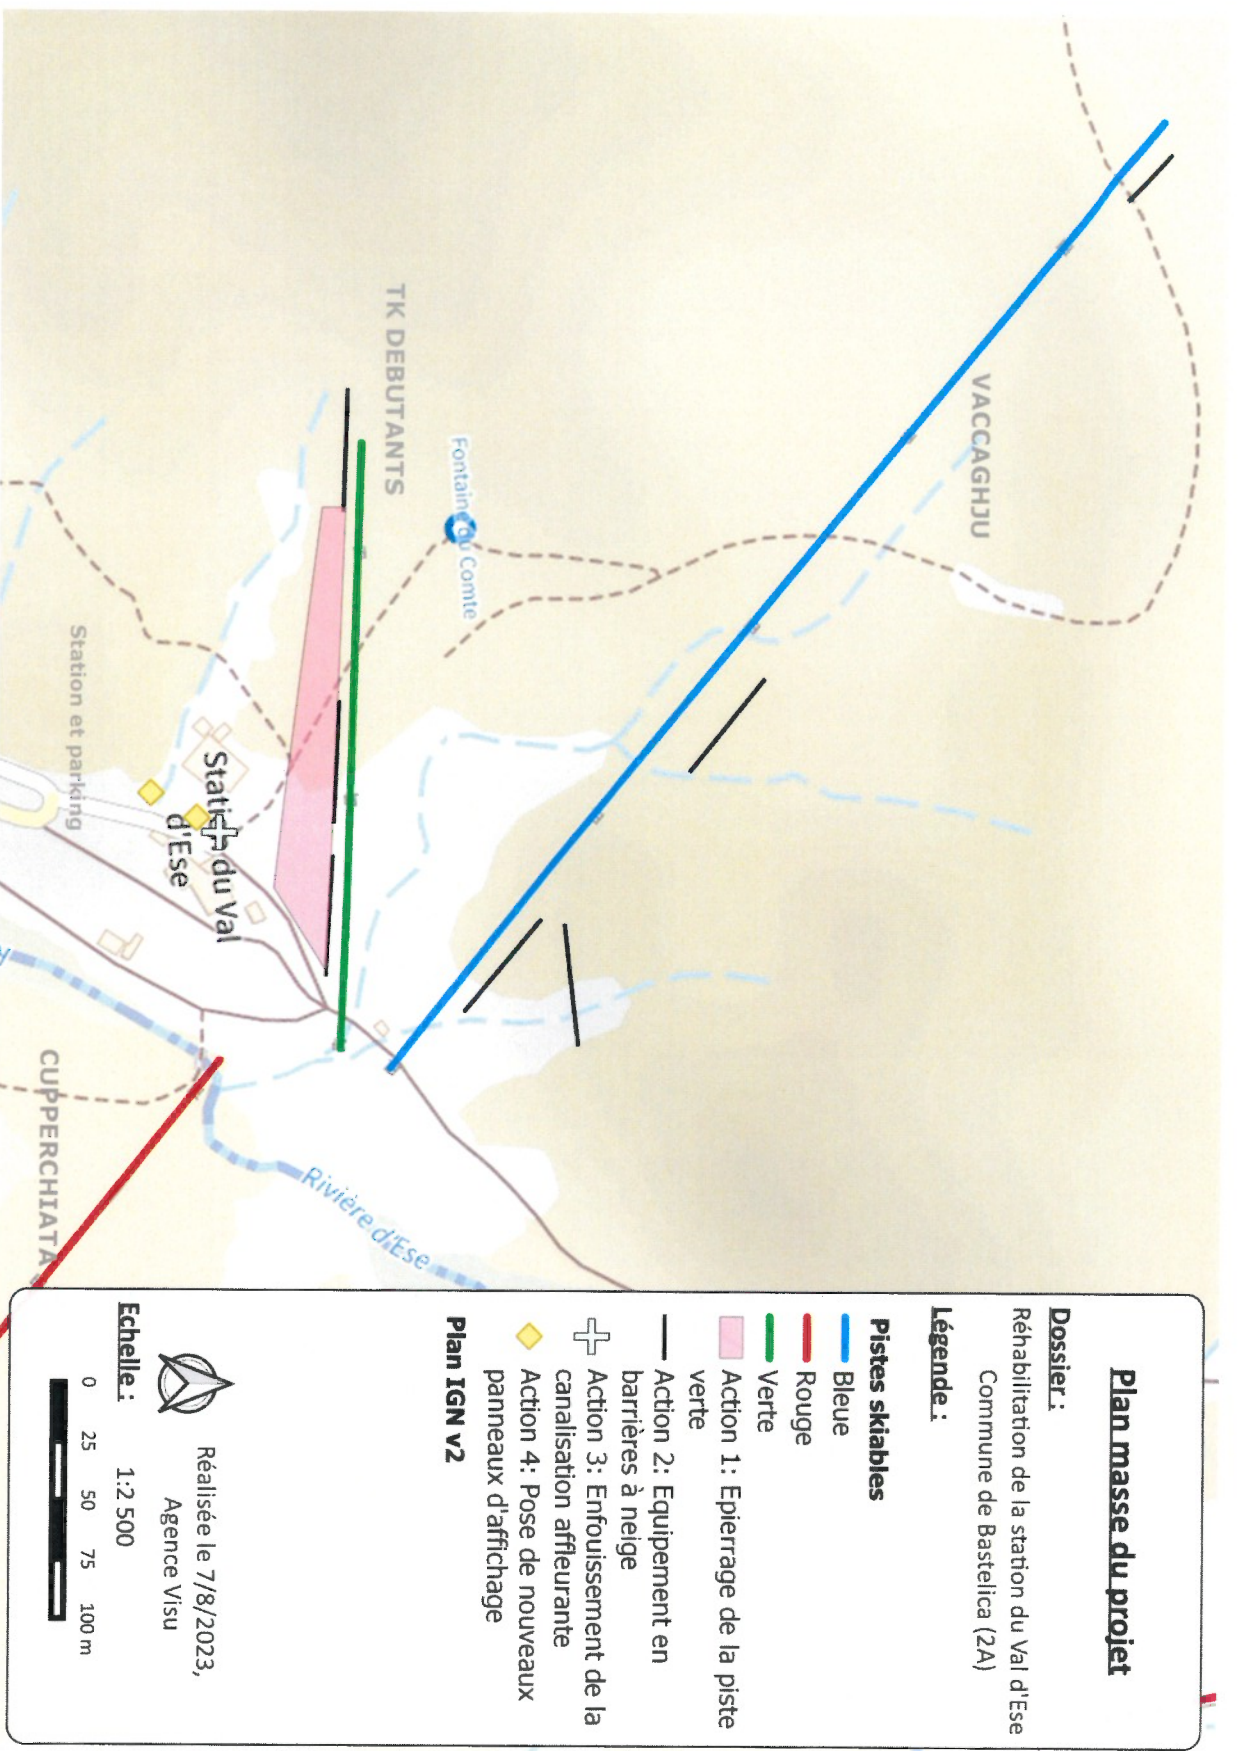 Plan masse du projet
Dossier :
Réhabilitation de la station du Val d'Ese
Commune de Bastelica (2A)
Légende :
Pistes skiables
Bleue
Rouge
Verte
Action 1: Epierrage de la piste
verte
Action 2: Equipement en
barrières à neige
Action 3: Enfouissement de la
canalisation affleurante
Action 4: Pose de nouveaux
panneaux d'affichage
Plan IGN v2
Réalisée le 7/8/2023,
Agence Visu
Echelle :
1:2 500
0 25 50 75 100 m
VACCAGHJU
Fontaine du Comte
TK DEBUTANTS
Station du Val
d'Ese
Station et parking
Rivière d'Ese
CUPPERCHIATA